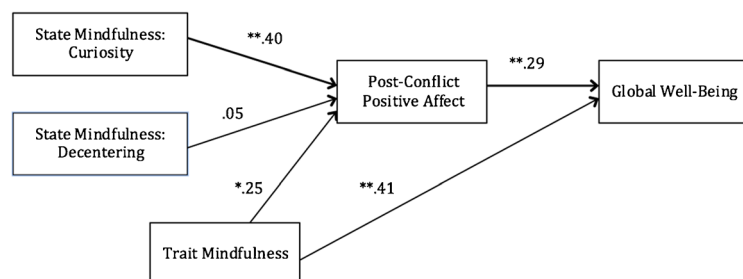 State Mindfulness:
Curiosity
**.40
Post-Conflict
Positive Affect
**.29
Global Well-Being
State Mindfulness:
Decentering
.05
*.25
**.41
Trait Mindfulness